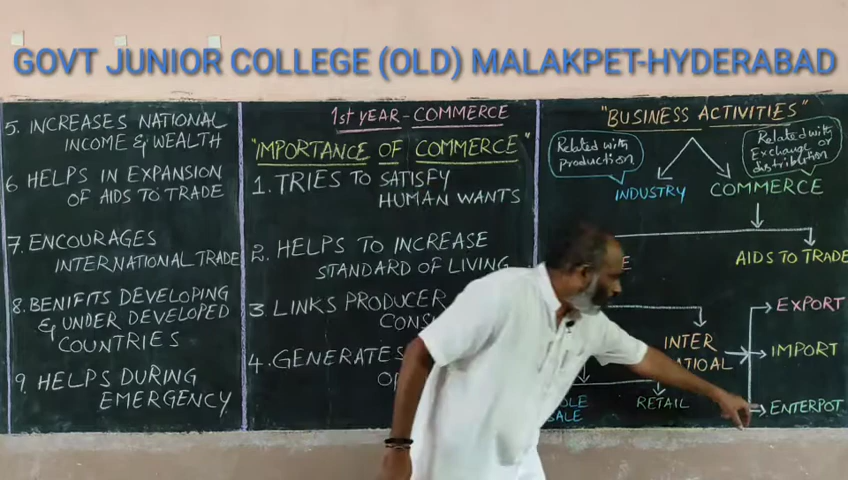 GOVT JUNIOR COLLEGE (OLD) MALAKPET-HYDERABAD
5. INCREASES NATIONAL
INCOME & WEALTH
6 HELPS IN EXPANSION
OF AIDS TO TRADE
7. ENCOURAGES
INTERNATIONAL TRADE
8. BENIFITS DEVELOPING
& UNDER DEVELOPED
COUNTRIES
9. HELPS DURING
EMERGENCY
1st YEAR - COMMERCE
"IMPORTANCE OF COMMERCE"
1. TRIES TO SATISFY
HUMAN WANTS
2. HELPS TO INCREASE
STANDARD OF LIVING
3 LINKS PRODUCER
4. GENERATES
"BUSINESS ACTIVITIES"
Related with
production
Related with
Exchange or
distribution
INDUSTRY
COMMERCE
AIDS TO TRADE
INTER
RETAIL
EXPORT
IMPORT
ENTERPOT